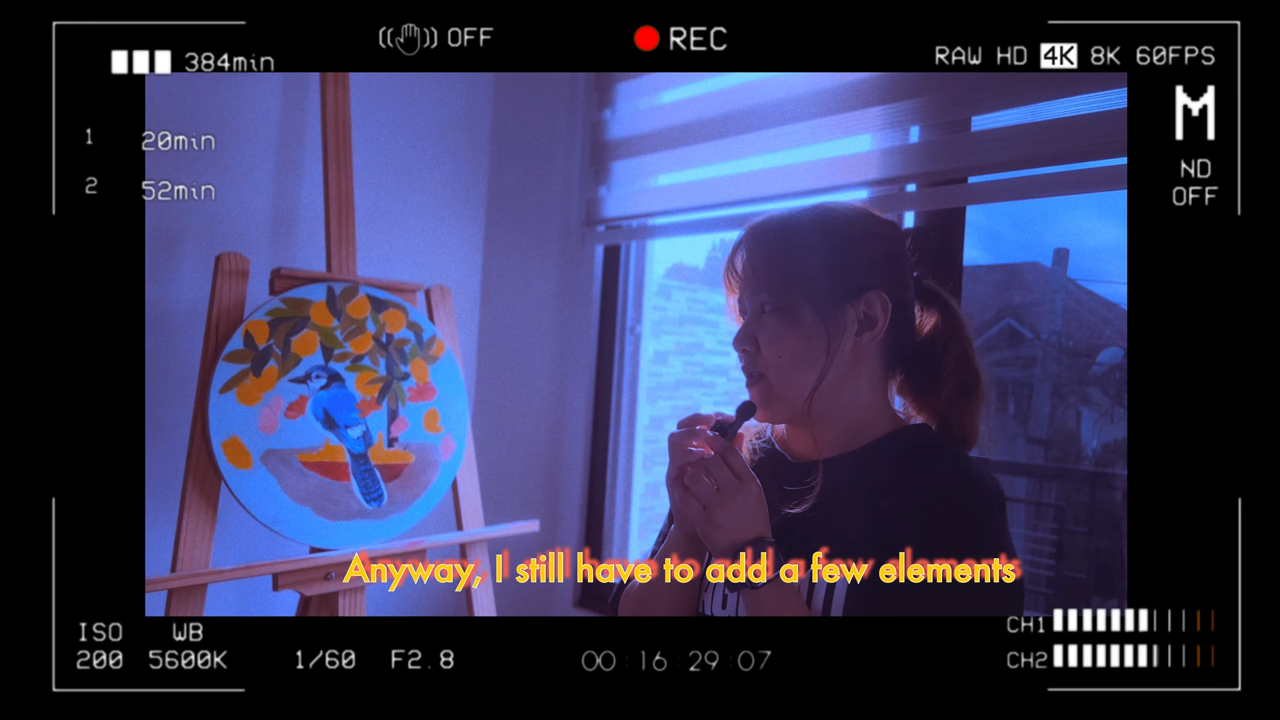 OFF
REC
384min
RAW HD 4K 8K 60FPS
M
1 20min
2 52min
ND
OFF
Anyway, I still have to add a few elements
ISO WB
200 5600K 1/60 F2.8
00:16:29:07
CH1
CH2